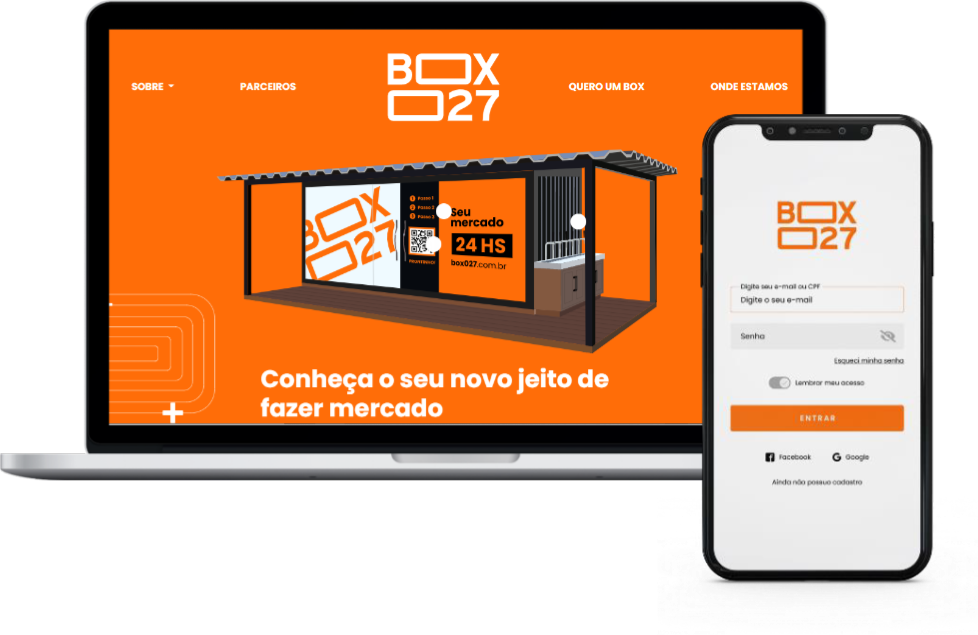 SOBRE
PARCEIROS
BOX
027
QUERO UM BOX
ONDE ESTAMOS
BOX
027
Passo 1
Passo 2
Passo 3
Seu
mercado
24 HS
box027.com.br
Conheça o seu novo jeito de
fazer mercado
BOX
027
Digite seu e-mail ou CPF
Digite o seu e-mail
Senha
Esqueci minha senha
Lembrar meu acesso
ENTRAR
Facebook
Google
Ainda não possuo cadastro